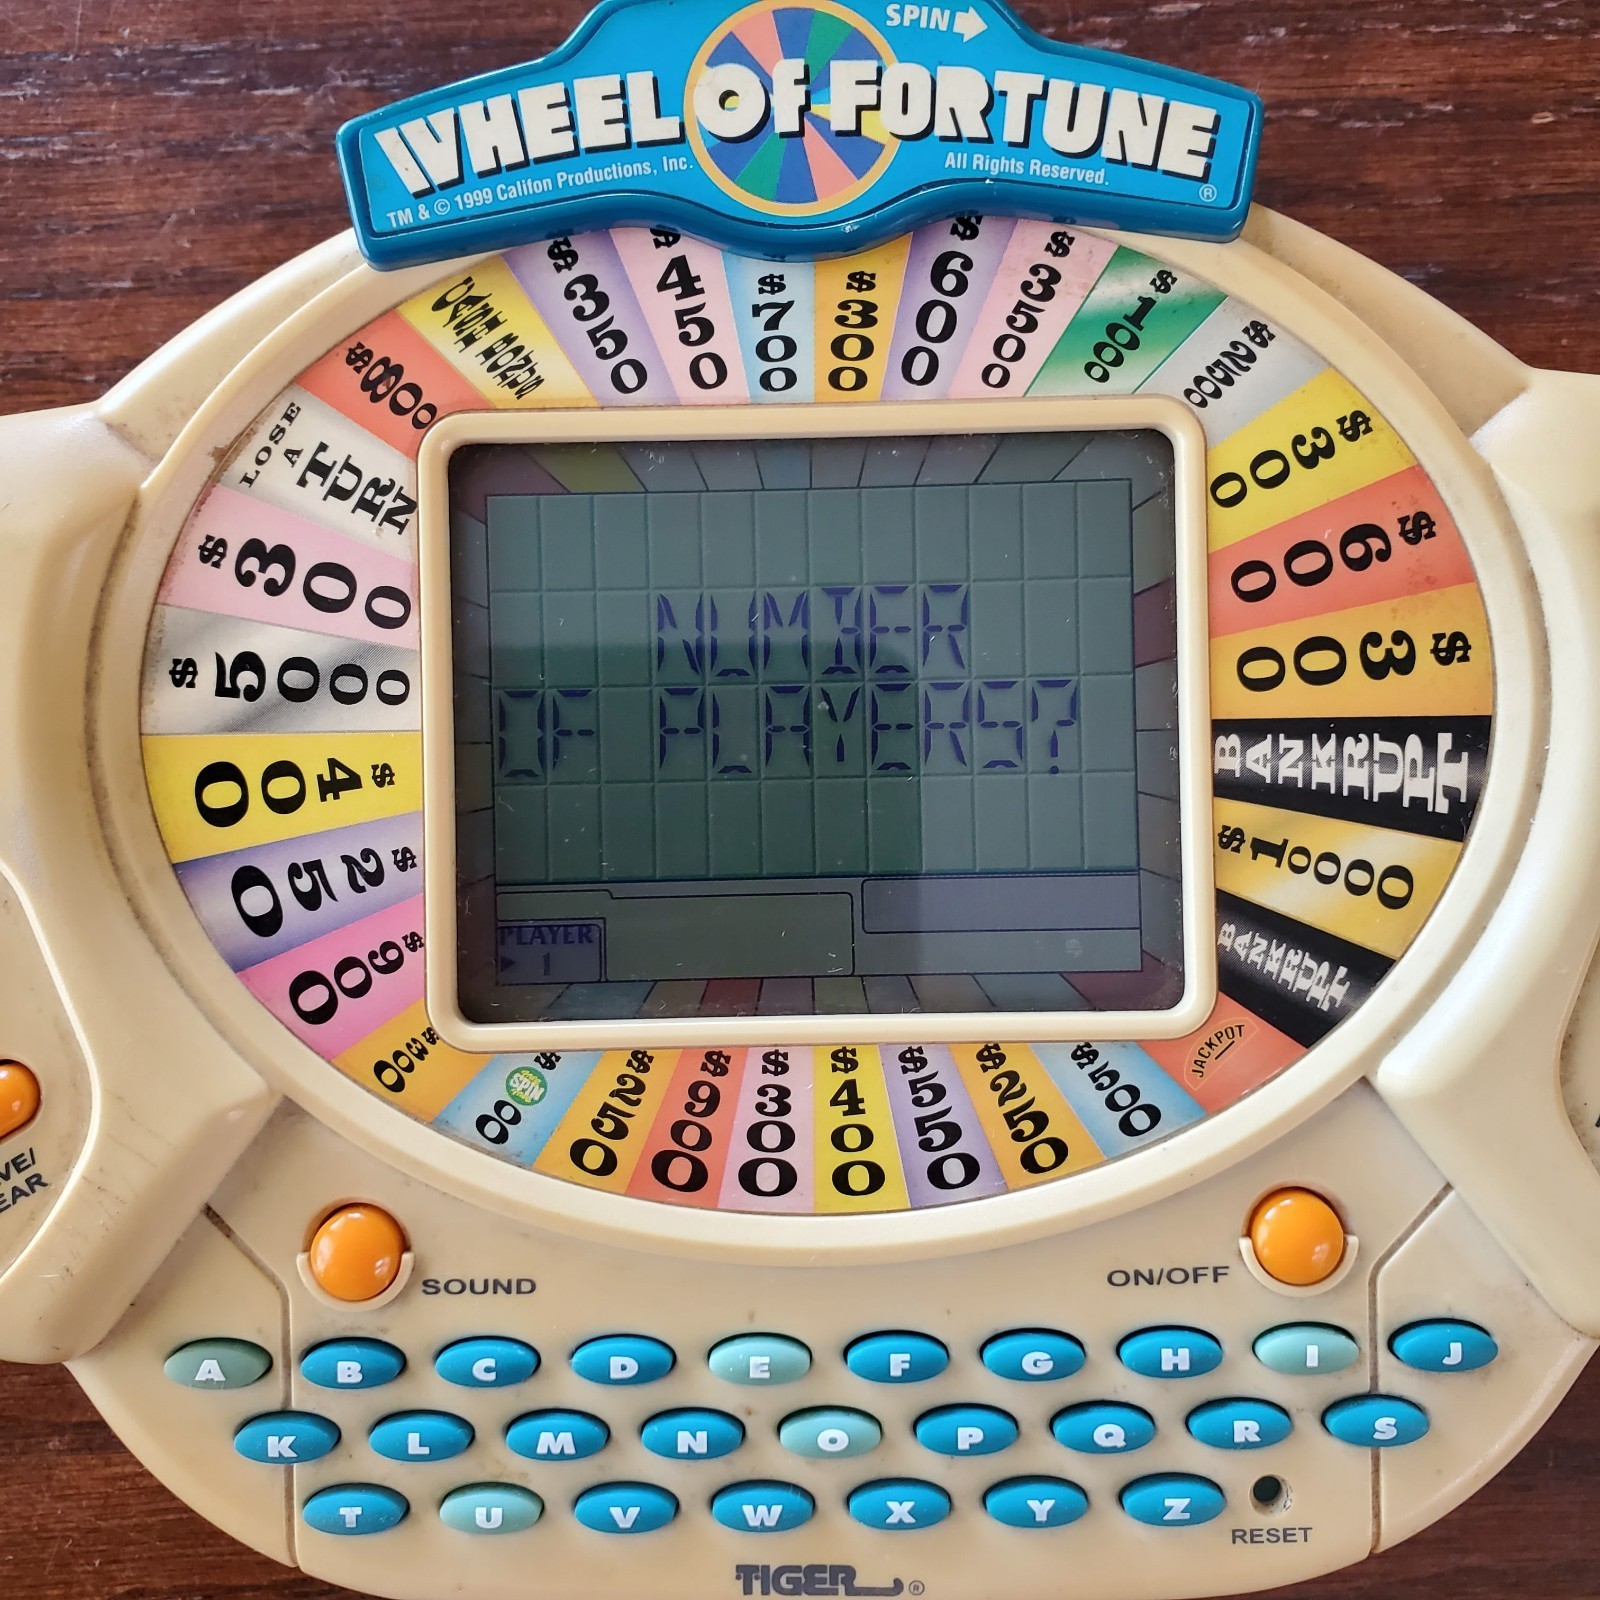 SPIN
WHEEL OF FORTUNE
TM & © 1999 Califon Productions, Inc.
All Rights Reserved.
®
$350
$450
$700
$300
$600
$3500
$1000
$2500
$300
$600
$300
BANKRUPT
$10000
BANKRUPT
JACKPOT
$500
$250
$550
$400
$300
$900
$250
SPIN
$300
$900
$250
$400
$5000
$300
LOSE
A
TURN
$800
NUMBER
OF PLAYERS?
PLAYER
1
SOUND
ON/OFF
A B C D E F G H I J
K L M N O P Q R S
T U V W X Y Z
RESET
TIGER ®